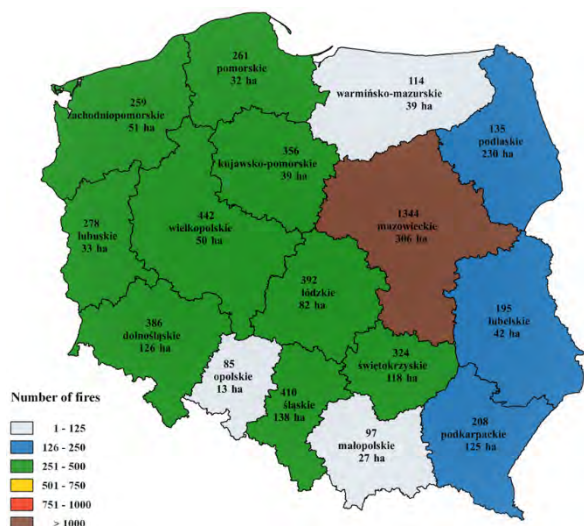 261
pomorskie
32 ha
114
warmińsko-mazurskie
39 ha
259
zachodniopomorskie
51 ha
135
podlaskie
230 ha
356
kujawsko-pomorskie
39 ha
1344
mazowieckie
306 ha
278
lubuskie
33 ha
442
wielkopolskie
50 ha
392
łódzkie
82 ha
195
lubelskie
42 ha
386
dolnośląskie
126 ha
324
świętokrzyskie
118 ha
85
opolskie
13 ha
410
śląskie
138 ha
97
małopolskie
27 ha
208
podkarpackie
125 ha
Number of fires
1 - 125
126 - 250
251 - 500
501 - 750
751 - 1000
> 1000